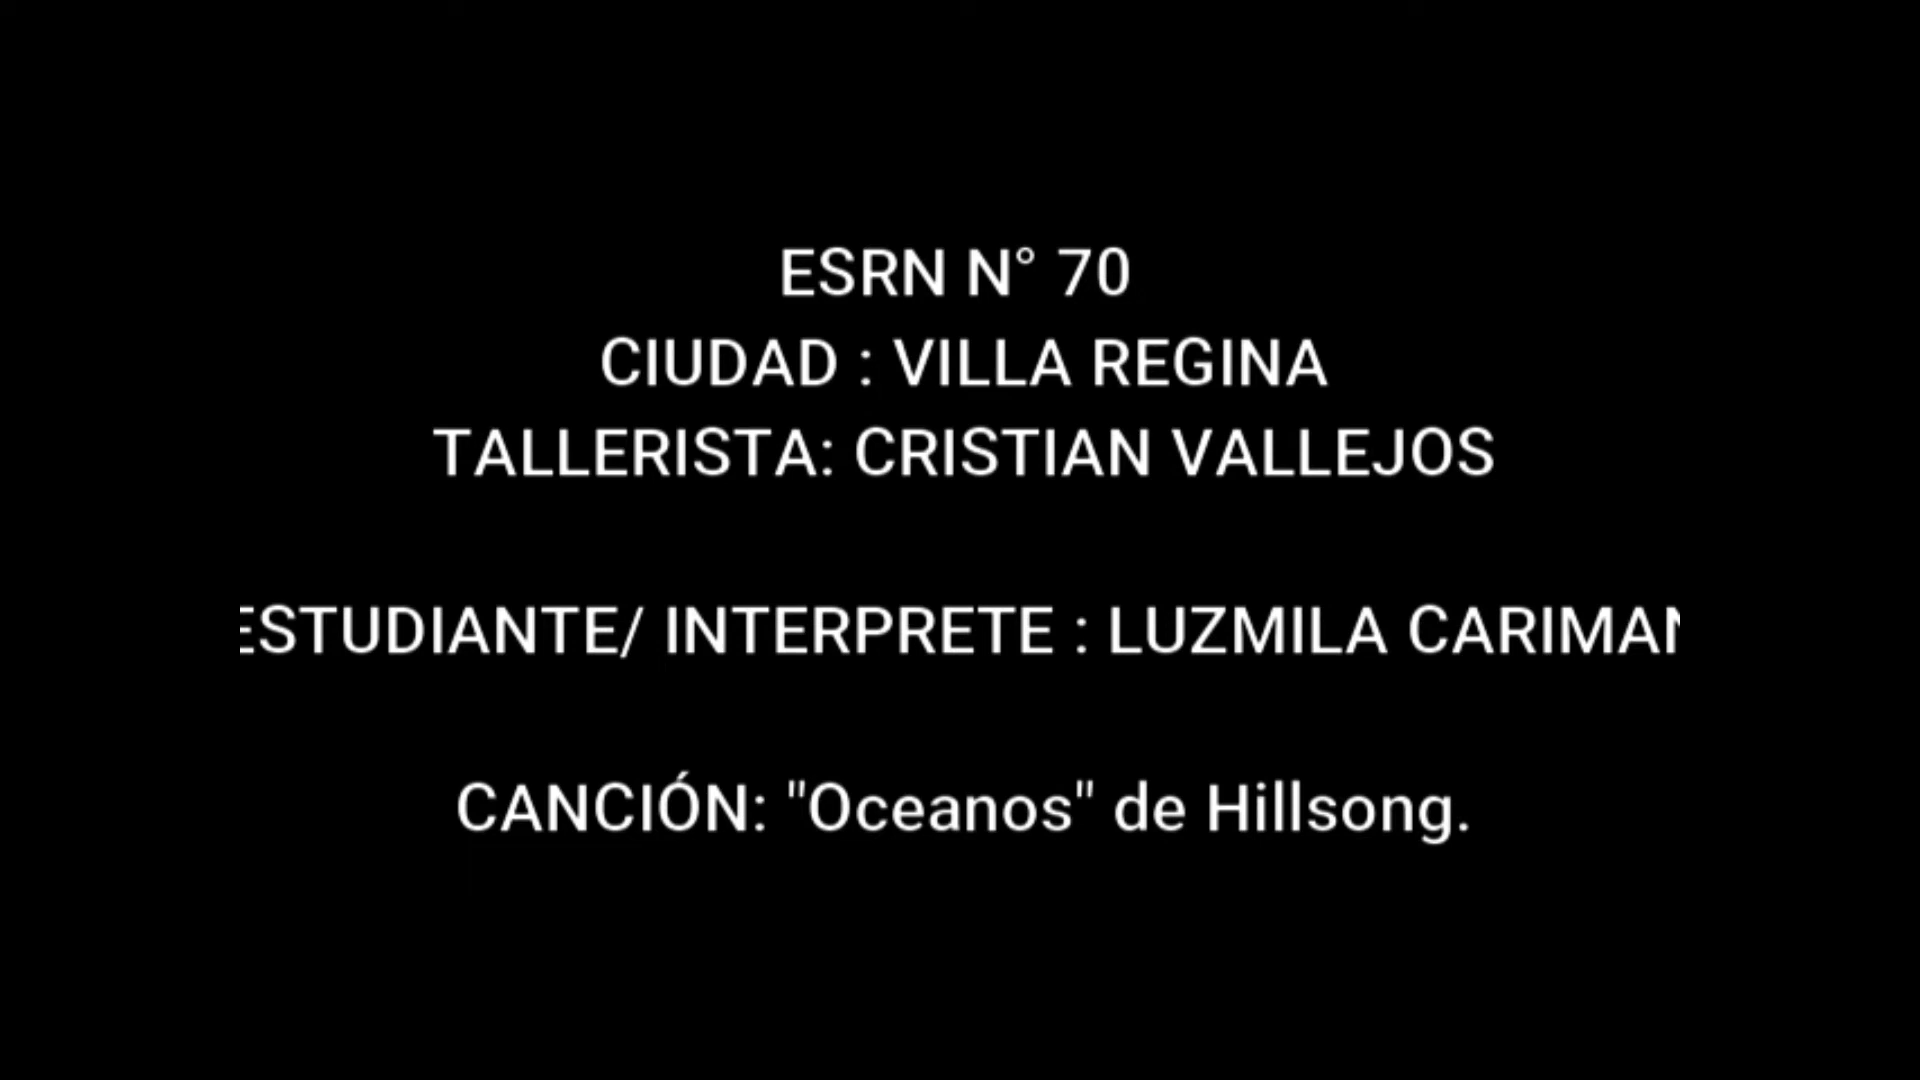 ESRN N° 70
CIUDAD : VILLA REGINA
TALLERISTA: CRISTIAN VALLEJOS
ESTUDIANTE/ INTERPRETE : LUZMILA CARIMAN
CANCIÓN: "Oceanos" de Hillsong.